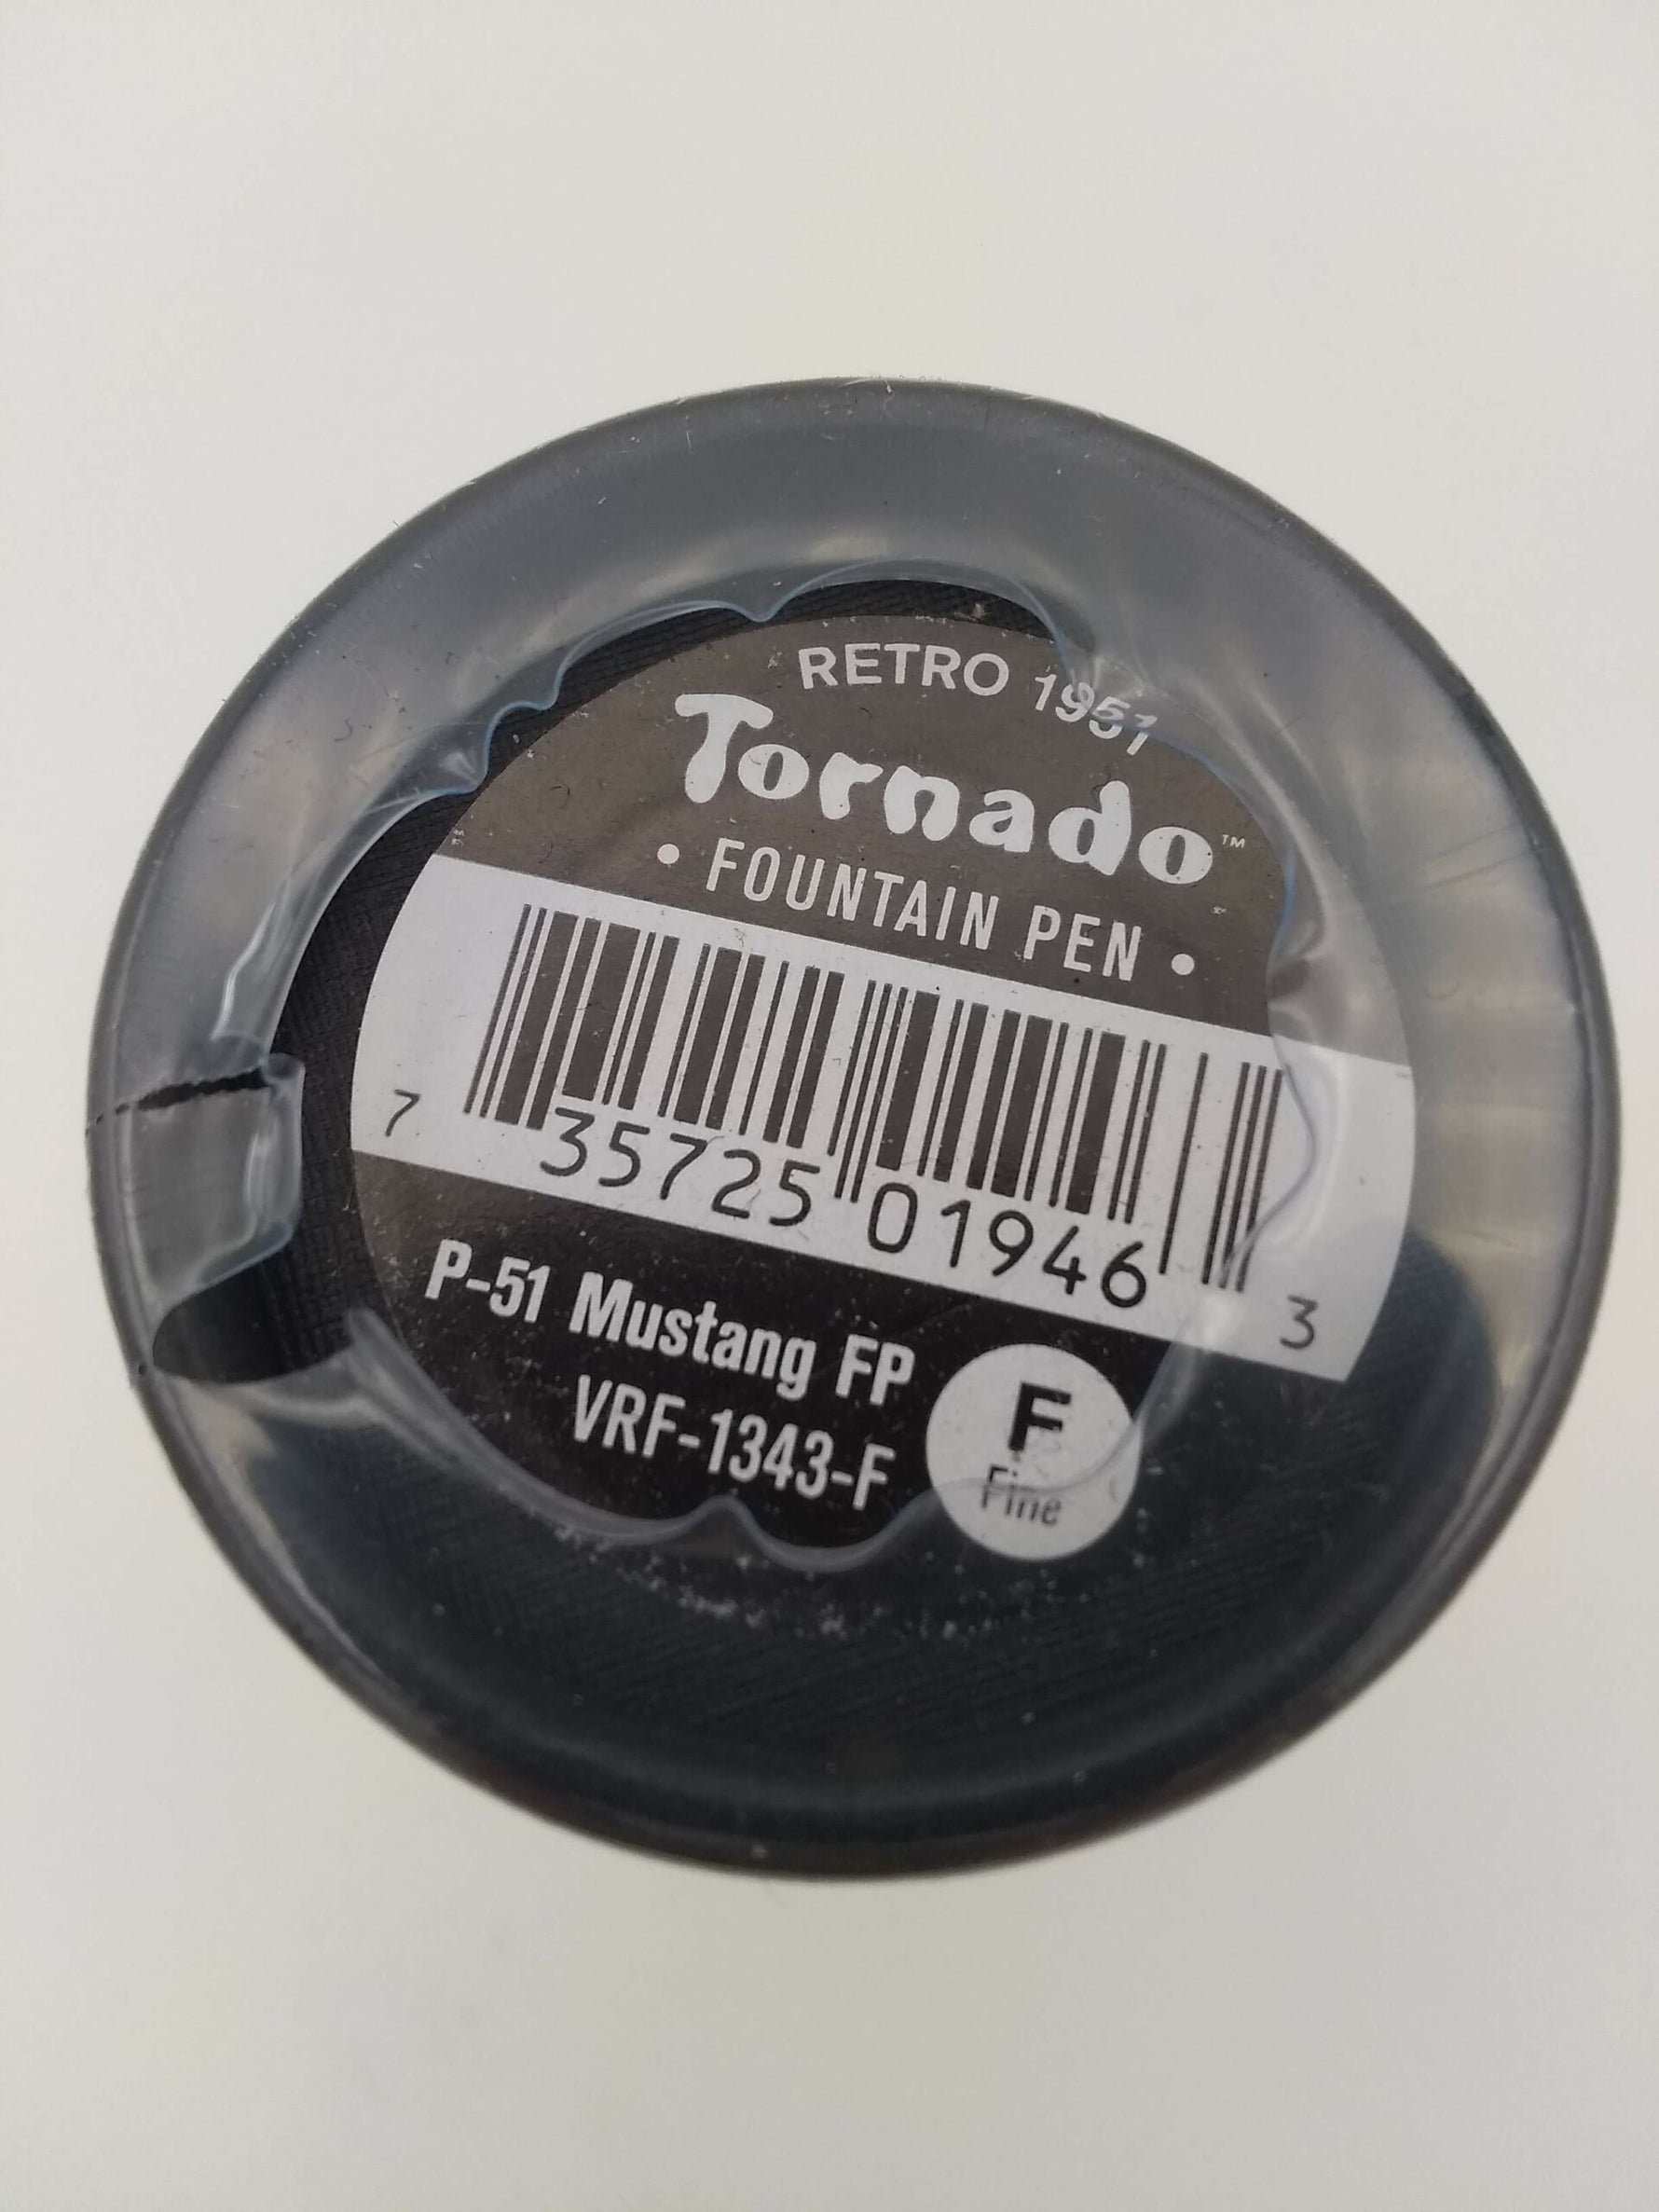 RETRO 1951
Tornado™
• FOUNTAIN PEN •
7 35725 01946 3
P-51 Mustang FP
VRF-1343-F
F
Fine